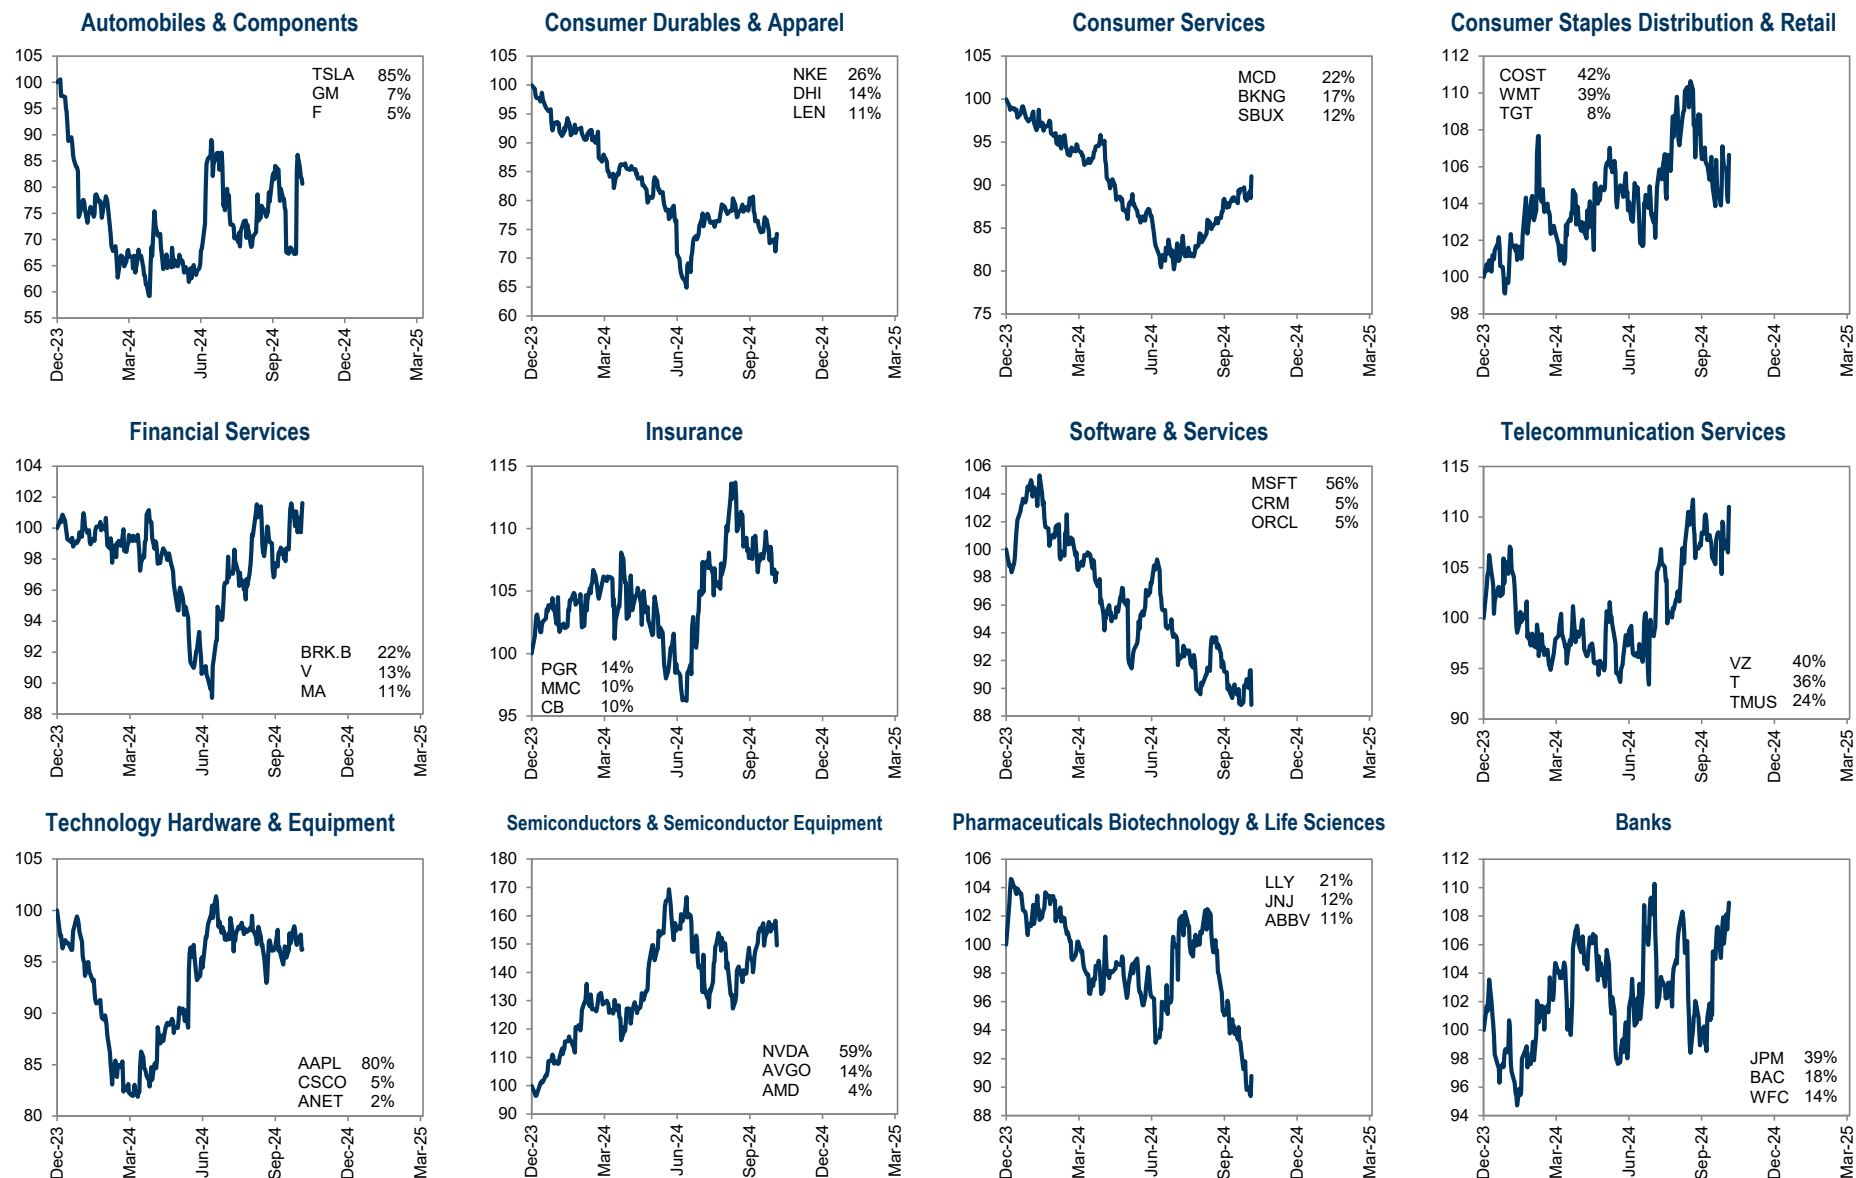 Automobiles & Components
105
100
95
90
85
80
75
70
65
60
55
TSLA 85%
GM 7%
F 5%
Dec-23
Mar-24
Jun-24
Sep-24
Dec-24
Mar-25
Consumer Durables & Apparel
105
100
95
90
85
80
75
70
65
60
NKE 26%
DHI 14%
LEN 11%
Dec-23
Mar-24
Jun-24
Sep-24
Dec-24
Mar-25
Consumer Services
105
100
95
90
85
80
75
MCD 22%
BKNG 17%
SBUX 12%
Dec-23
Mar-24
Jun-24
Sep-24
Dec-24
Mar-25
Consumer Staples Distribution & Retail
112
110
108
106
104
102
100
98
COST 42%
WMT 39%
TGT 8%
Dec-23
Mar-24
Jun-24
Sep-24
Dec-24
Mar-25
Financial Services
104
102
100
98
96
94
92
90
88
BRK.B 22%
V 13%
MA 11%
Dec-23
Mar-24
Jun-24
Sep-24
Dec-24
Mar-25
Insurance
115
110
105
100
95
PGR 14%
MMC 10%
CB 10%
Dec-23
Mar-24
Jun-24
Sep-24
Dec-24
Mar-25
Software & Services
106
104
102
100
98
96
94
92
90
88
MSFT 56%
CRM 5%
ORCL 5%
Dec-23
Mar-24
Jun-24
Sep-24
Dec-24
Mar-25
Telecommunication Services
115
110
105
100
95
90
VZ 40%
T 36%
TMUS 24%
Dec-23
Mar-24
Jun-24
Sep-24
Dec-24
Mar-25
Technology Hardware & Equipment
105
100
95
90
85
80
AAPL 80%
CSCO 5%
ANET 2%
Dec-23
Mar-24
Jun-24
Sep-24
Dec-24
Mar-25
Semiconductors & Semiconductor Equipment
180
170
160
150
140
130
120
110
100
90
NVDA 59%
AVGO 14%
AMD 4%
Dec-23
Mar-24
Jun-24
Sep-24
Dec-24
Mar-25
Pharmaceuticals Biotechnology & Life Sciences
106
104
102
100
98
96
94
92
90
88
LLY 21%
JNJ 12%
ABBV 11%
Dec-23
Mar-24
Jun-24
Sep-24
Dec-24
Mar-25
Banks
112
110
108
106
104
102
100
98
96
94
JPM 39%
BAC 18%
WFC 14%
Dec-23
Mar-24
Jun-24
Sep-24
Dec-24
Mar-25